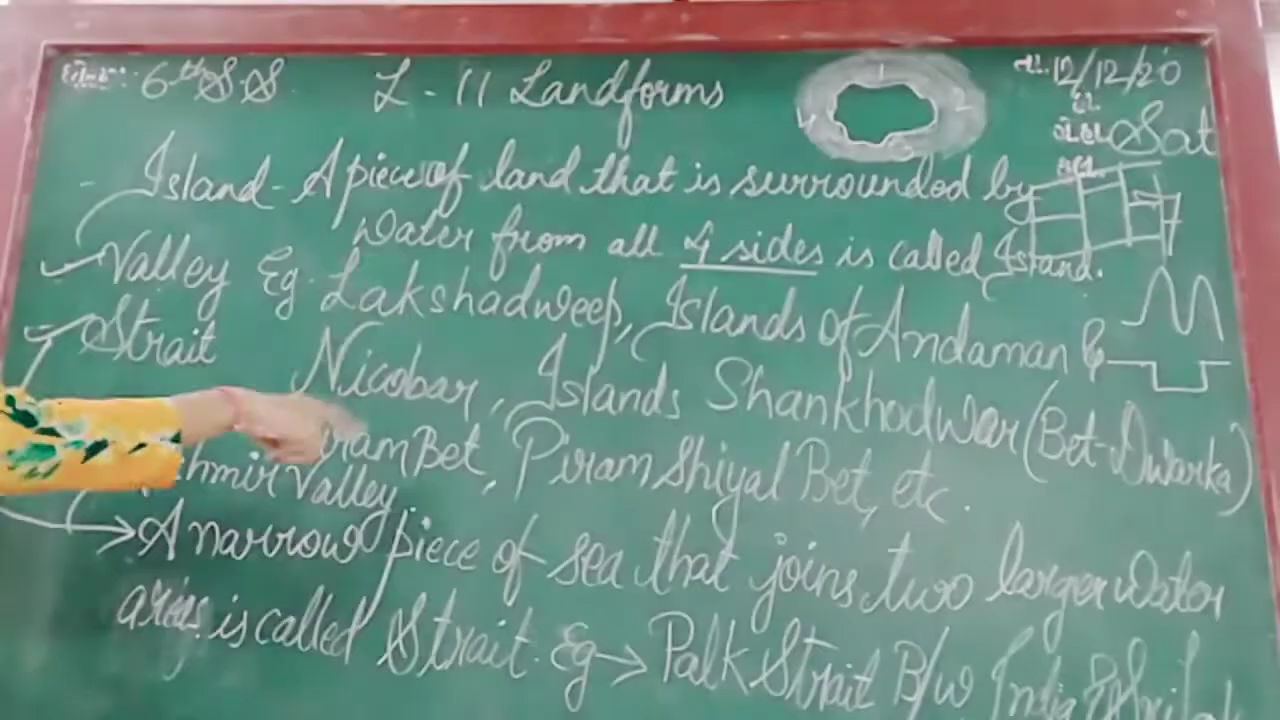 6th S.S L - 11 Landforms 12/12/20
Sat
Island - A piece of land that is surrounded by
Water from all 4 sides is called Island.
Valley Eg. Lakshadweep, Islands of Andaman &
Strait Nicobar, Islands Shankhodwar (Bet-Dwarka)
Bet, Piram Shiyal Bet, etc.
Valley.
→ A narrow piece of sea that joins two larger Water
is called Strait. Eg → Palk Strait B/w India &